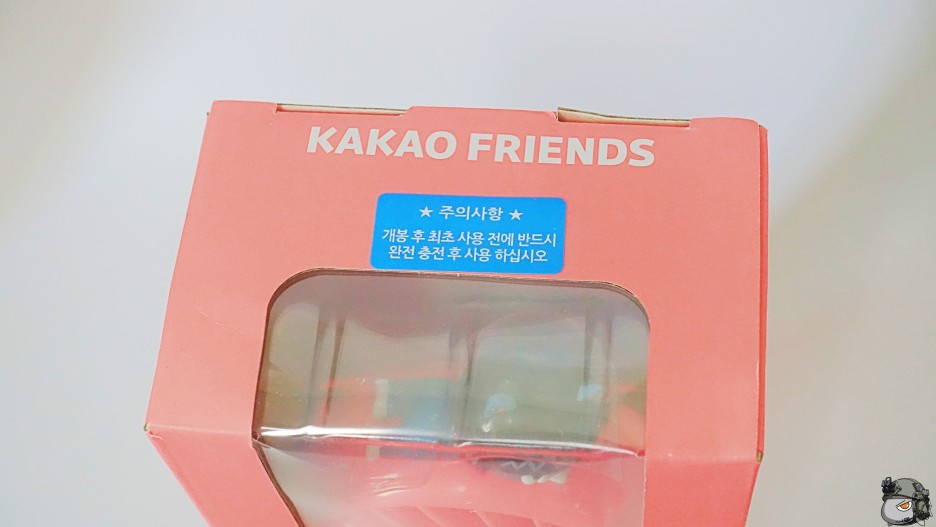 KAKAO FRIENDS
★ 주의사항 ★
개봉 후 최초 사용 전에 반드시
완전 충전 후 사용 하십시오